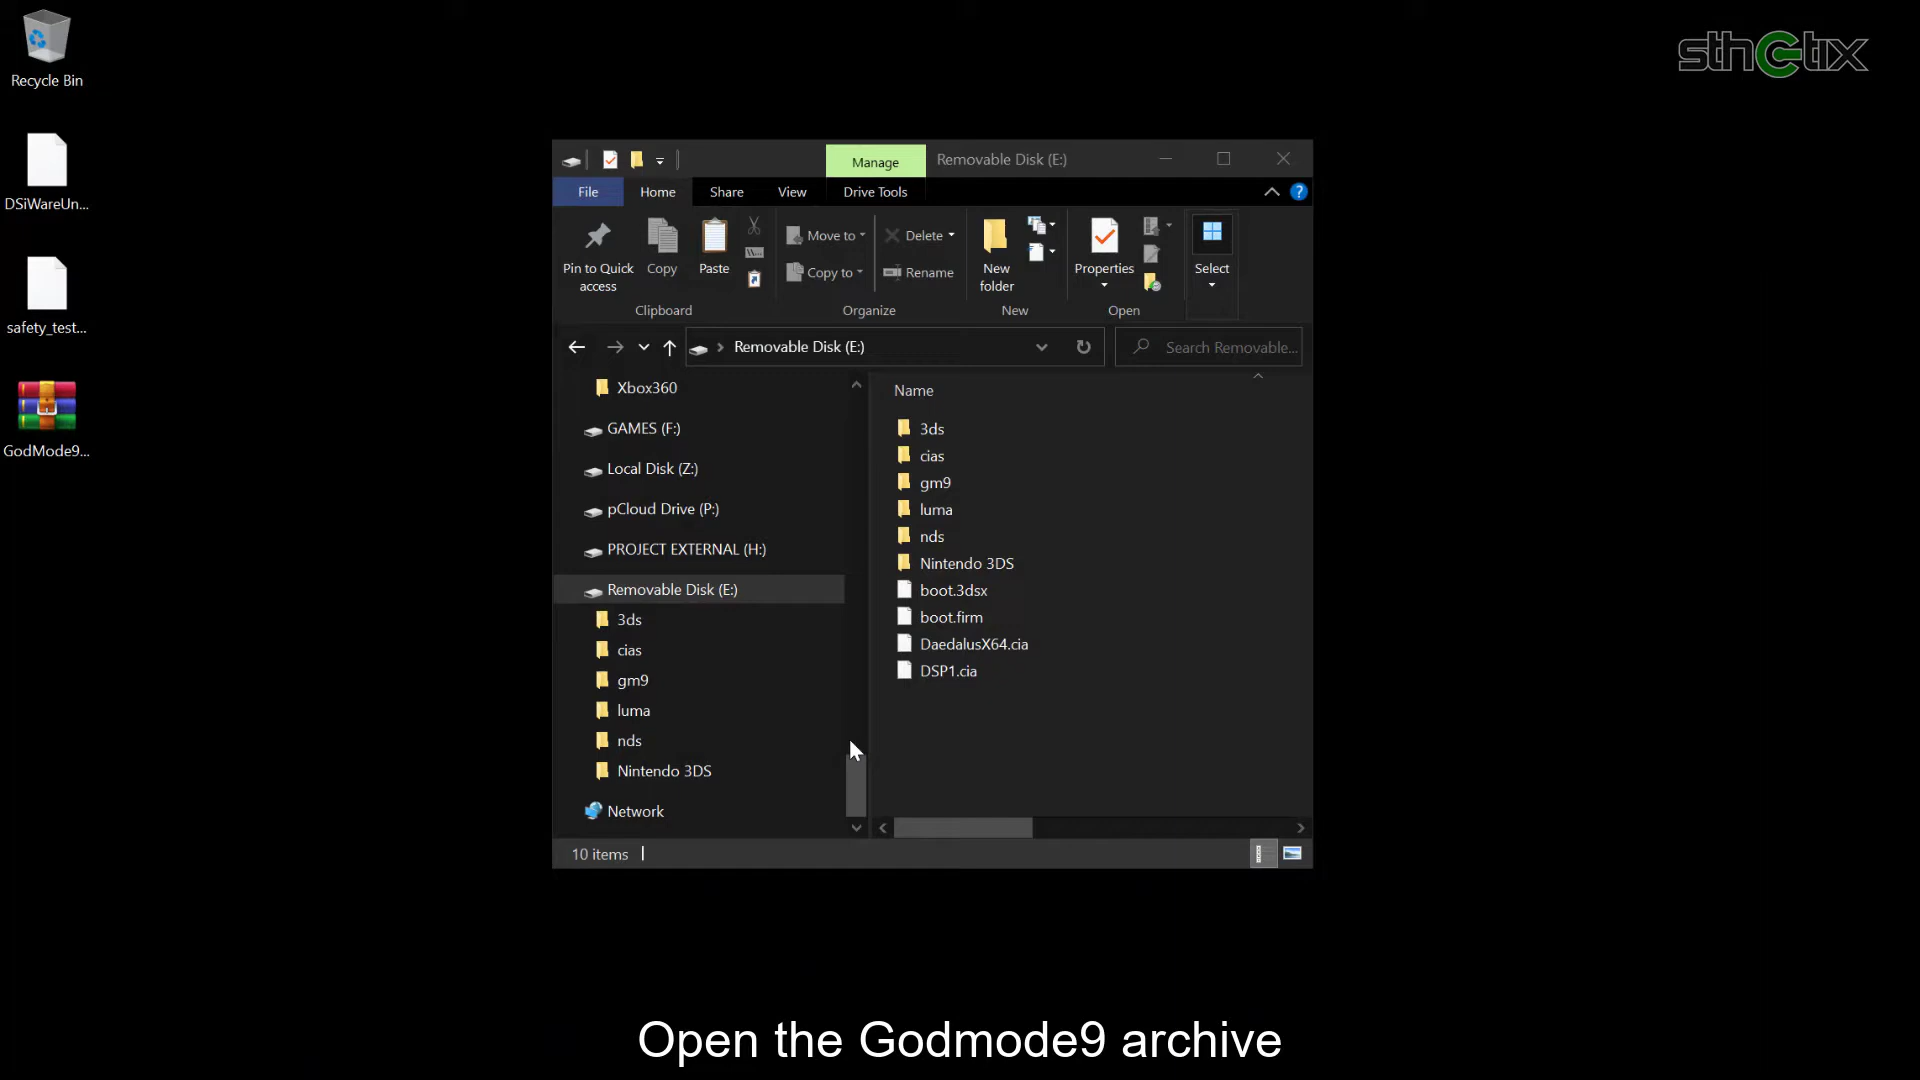 Recycle Bin
DSiWareUn...
safety_test...
GodMode9...
sthetix
Manage
Removable Disk (E:)
File
Home
Share
View
Drive Tools
Pin to Quick
access
Copy
Paste
Clipboard
Move to
Copy to
Delete
Rename
Organize
New
folder
New
Properties
Open
Select
Removable Disk (E:)
Search Removable...
Xbox360
GAMES (F:)
Local Disk (Z:)
pCloud Drive (P:)
PROJECT EXTERNAL (H:)
Removable Disk (E:)
3ds
cias
gm9
luma
nds
Nintendo 3DS
Network
Name
3ds
cias
gm9
luma
nds
Nintendo 3DS
boot.3dsx
boot.firm
DaedalusX64.cia
DSP1.cia
10 items
Open the Godmode9 archive